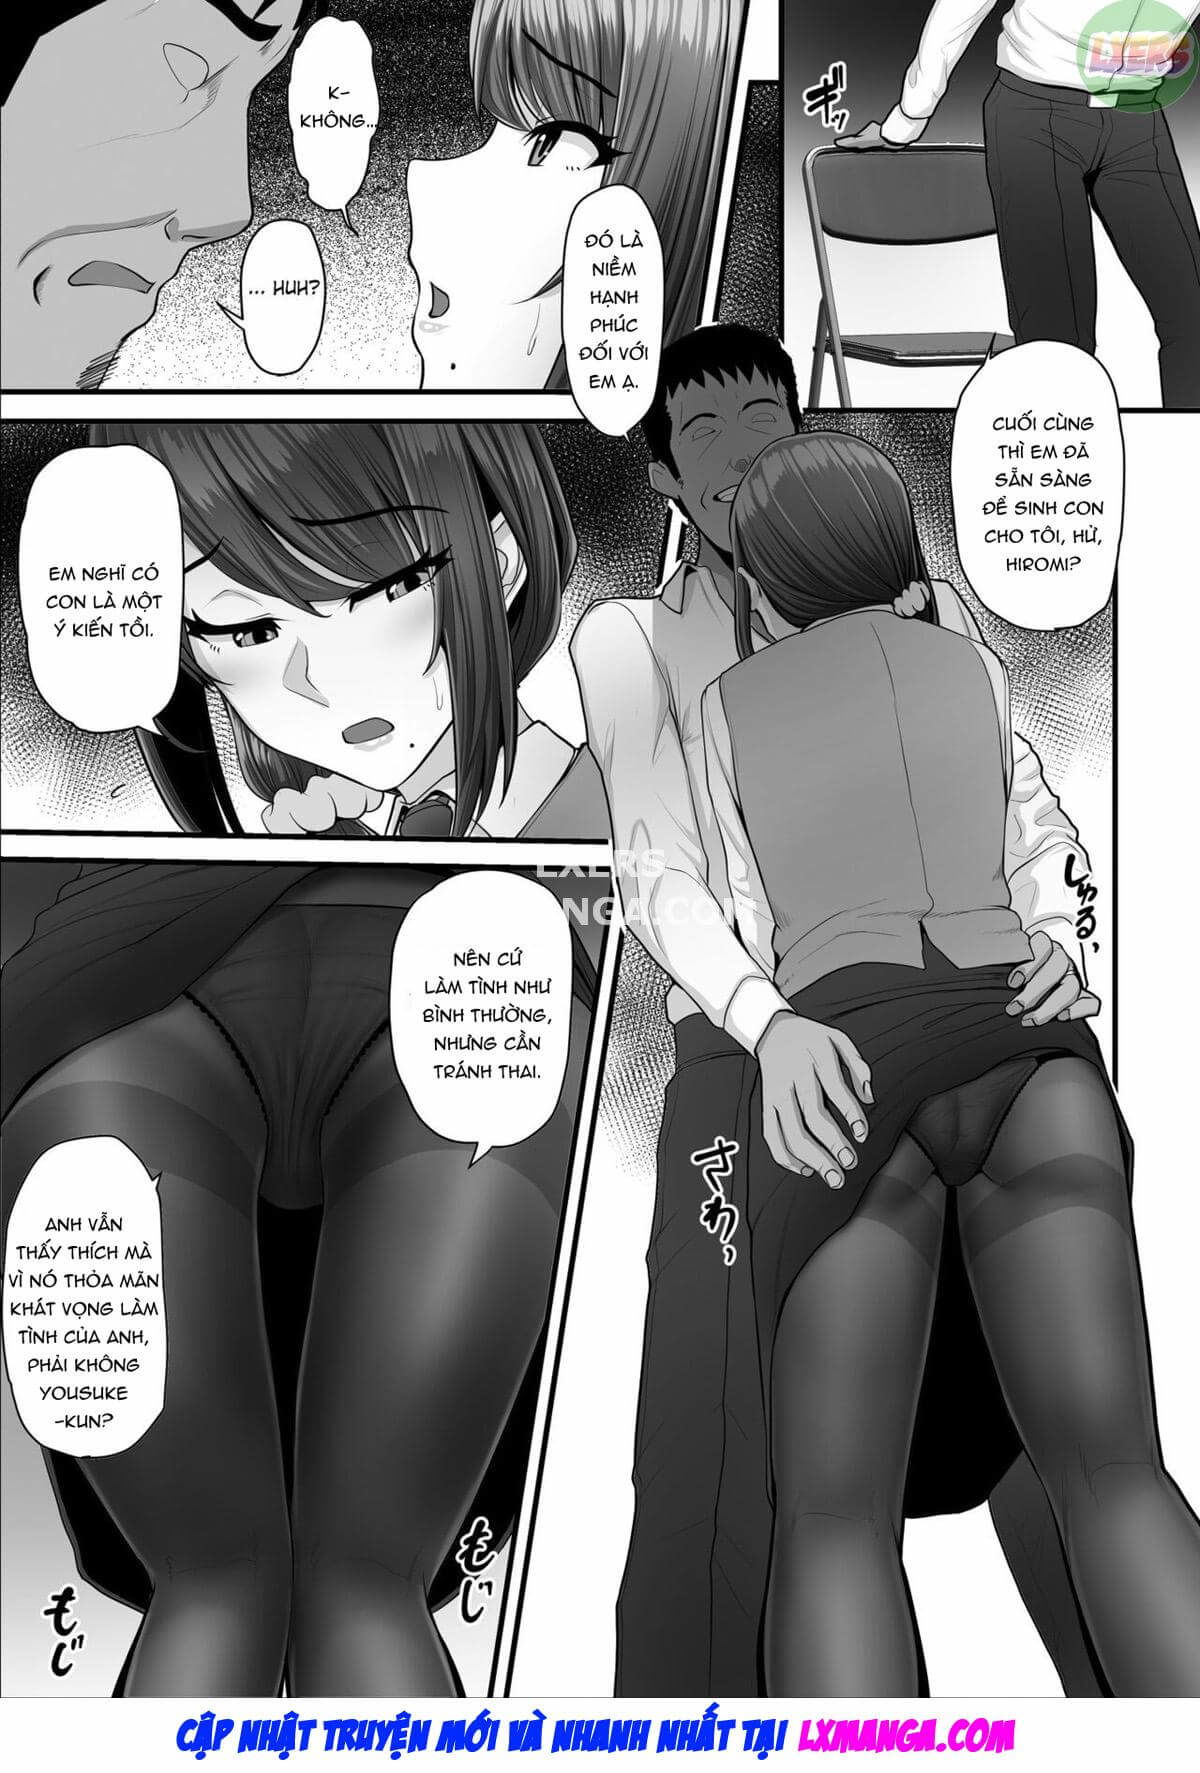 LXERS
ギッ
CUỐI CÙNG
THÌ EM ĐÃ
SẴN SÀNG
ĐỂ SINH CON
CHO TÔI, HỬ,
HIROMI?
ĐÓ LÀ
NIỀM
HẠNH
PHÚC
ĐỐI VỚI
EM Ạ.
K-
KHÔNG...
... HUH?
EM NGHĨ CÓ
CON LÀ MỘT
Ý KIẾN TỒI.
しゅる,
さわ,
LXERS
MANGA.COM
NÊN CỨ
LÀM TÌNH NHƯ
BÌNH THƯỜNG,
NHƯNG CẦN
TRÁNH THAI.
ANH VẪN
THẤY THÍCH MÀ
VÌ NÓ THỎA MÃN
KHÁT VỌNG LÀM
TÌNH CỦA ANH,
PHẢI KHÔNG
YOUSUKE
-KUN?
もじ
もじ
CẬP NHẬT TRUYỆN MỚI VÀ NHANH NHẤT TẠI LXMANGA.COM